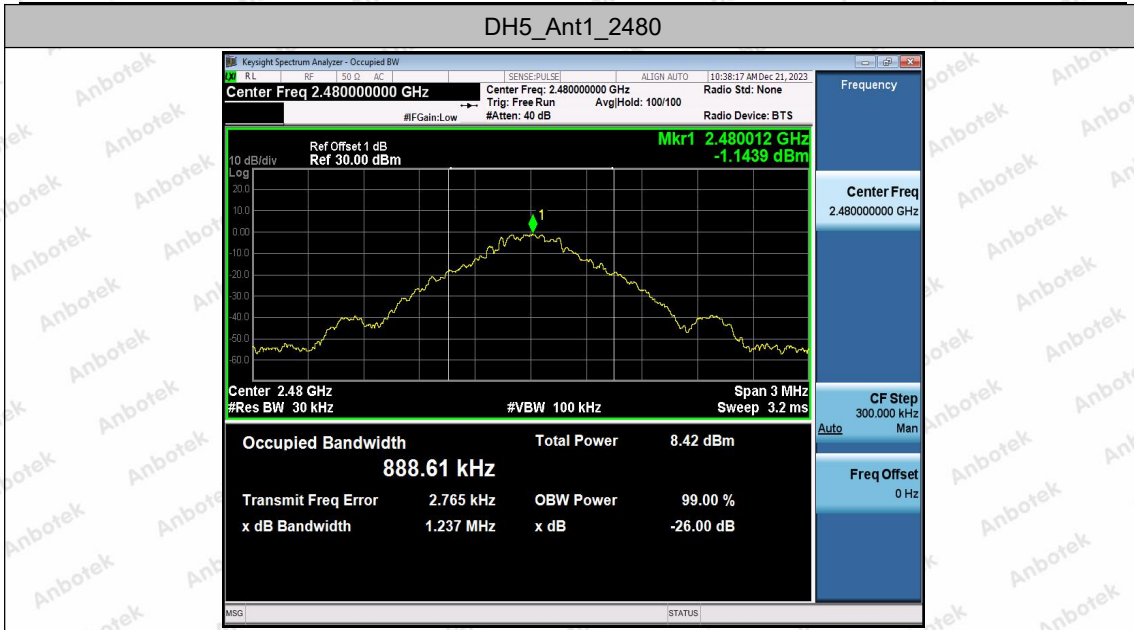 DH5_Ant1_2480
Keysight Spectrum Analyzer - Occupied BW
LXI RL RF 50 Ω AC SENSE:PULSE ALIGN AUTO 10:38:17 AM Dec 21, 2023
Center Freq 2.480000000 GHz Center Freq: 2.480000000 GHz Radio Std: None
Trig: Free Run Avg|Hold: 100/100
#IFGain:Low #Atten: 40 dB Radio Device: BTS
Frequency
Mkr1 2.480012 GHz
-1.1439 dBm
Ref Offset 1 dB
10 dB/div Ref 30.00 dBm
Log
20.0
10.0
0.00
-10.0
-20.0
-30.0
-40.0
-50.0
-60.0
1
Center 2.48 GHz Span 3 MHz
#Res BW 30 kHz #VBW 100 kHz Sweep 3.2 ms
Center Freq
2.480000000 GHz
CF Step
300.000 kHz
Auto Man
Freq Offset
0 Hz
Occupied Bandwidth Total Power 8.42 dBm
888.61 kHz
Transmit Freq Error 2.765 kHz OBW Power 99.00 %
x dB Bandwidth 1.237 MHz x dB -26.00 dB
MSG STATUS
Anbotek